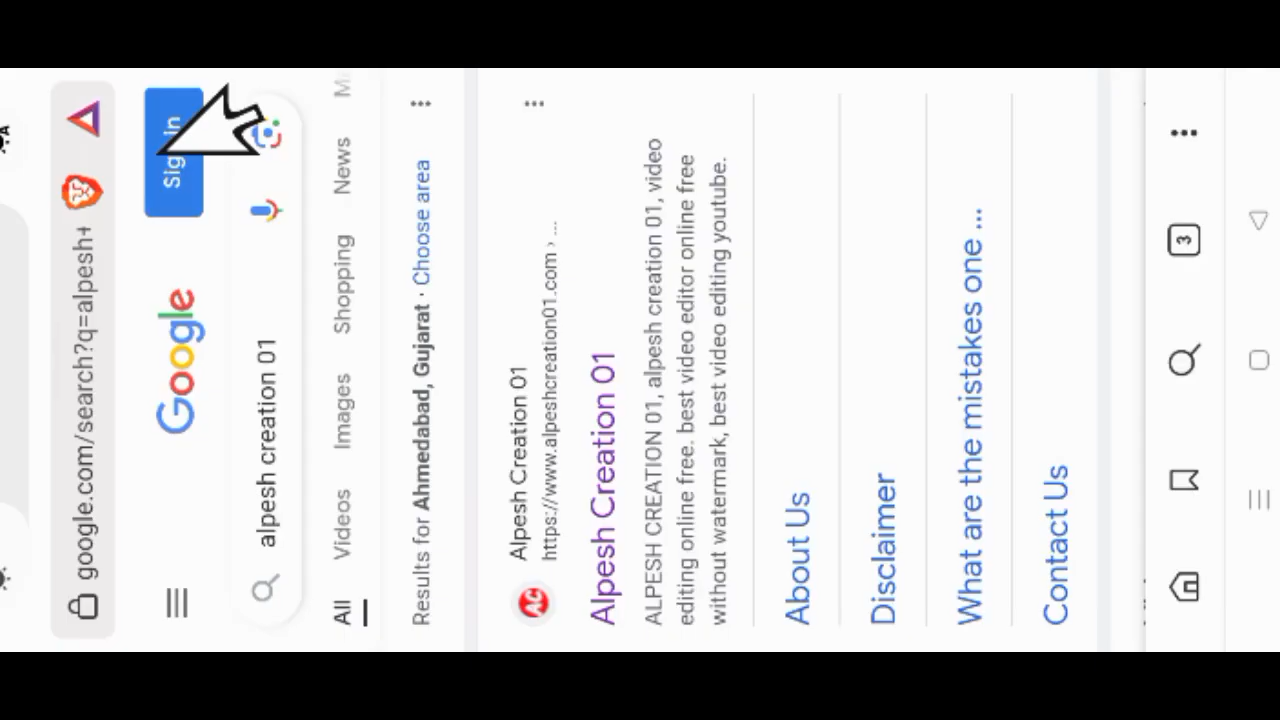 google.com/search?q=alpesh+
Google
Sign in
alpesh creation 01
All Videos Images Shopping News
Results for Ahmedabad, Gujarat · Choose area
Alpesh Creation 01
https://www.alpeshcreation01.com › ...
Alpesh Creation 01
ALPESH CREATION 01, alpesh creation 01, video
editing online free. best video editor online free
without watermark, best video editing youtube.
About Us
Disclaimer
What are the mistakes one ...
Contact Us
3